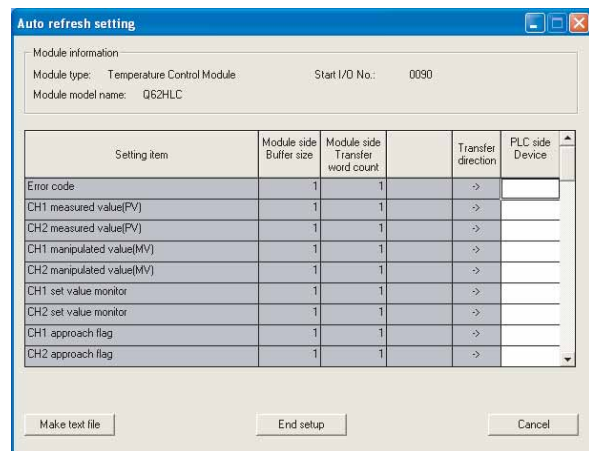 Auto refresh setting
Module information
Module type: Temperature Control Module Start I/O No.: 0090
Module model name: Q62HLC
Setting item Module side Buffer size Module side Transfer word count Transfer direction PLC side Device
Error code 1 1 ->
CH1 measured value(PV) 1 1 ->
CH2 measured value(PV) 1 1 ->
CH1 manipulated value(MV) 1 1 ->
CH2 manipulated value(MV) 1 1 ->
CH1 set value monitor 1 1 ->
CH2 set value monitor 1 1 ->
CH1 approach flag 1 1 ->
CH2 approach flag 1 1 ->
Make text file End setup Cancel